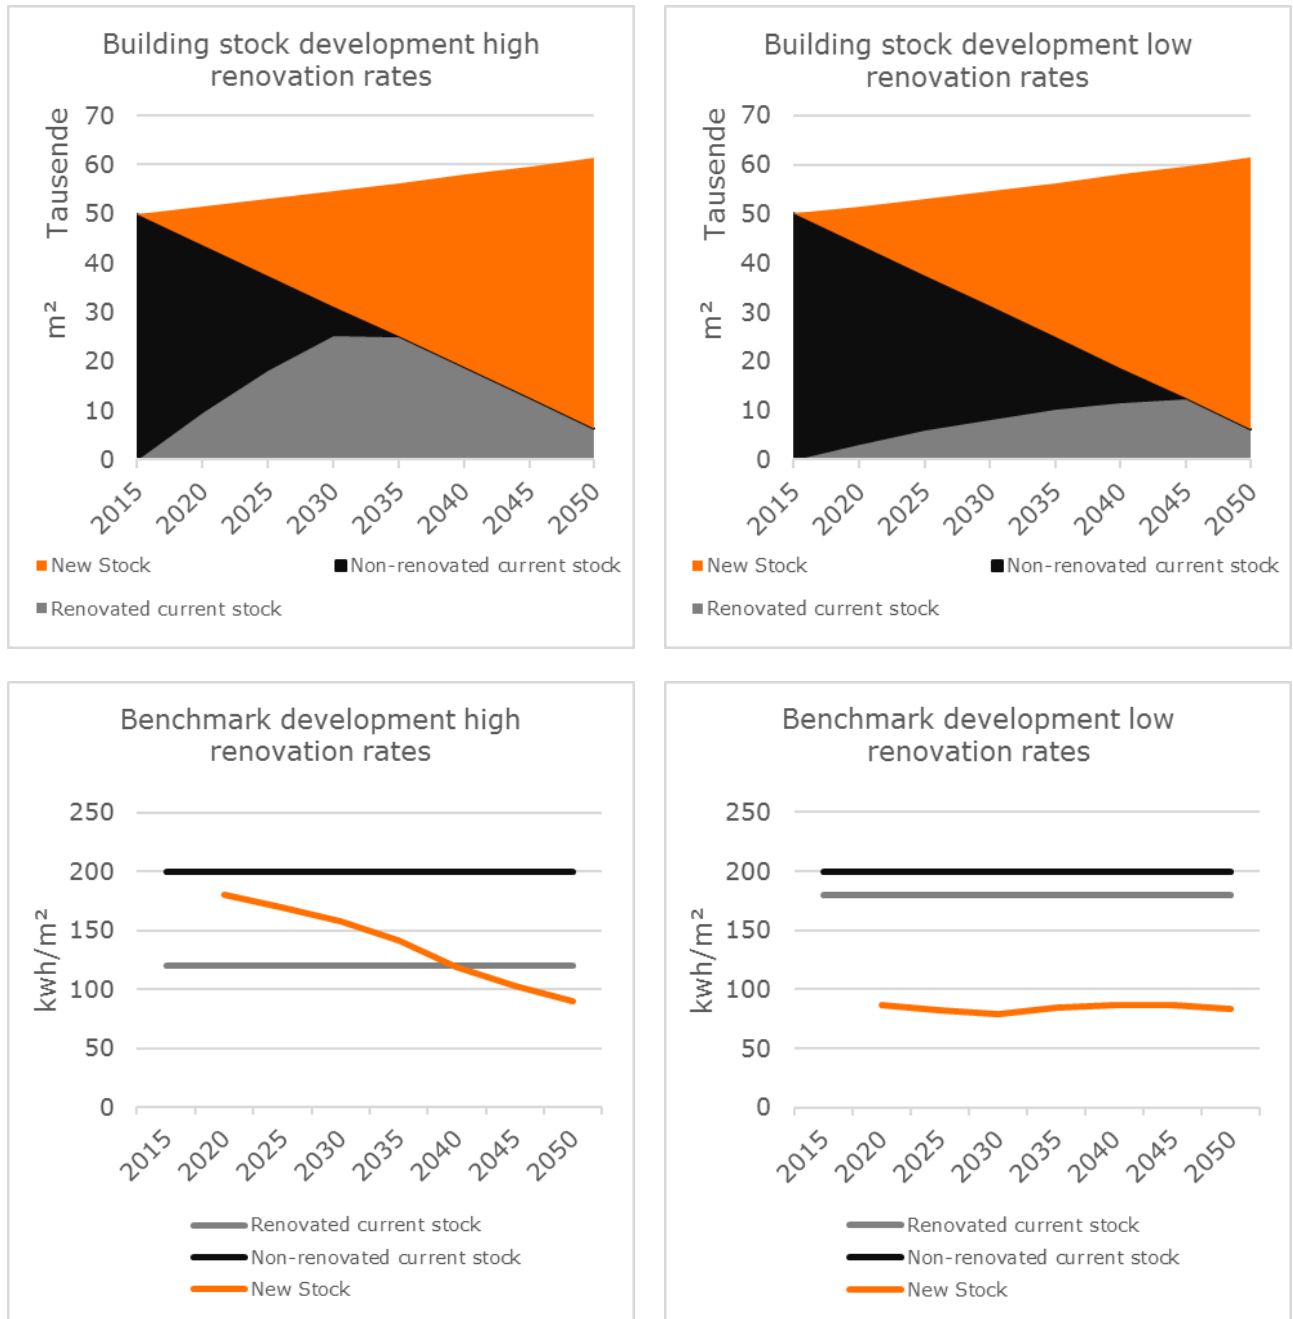 Building stock development high
renovation rates
Tausende
m²
70
60
50
40
30
20
10
0
2015
2020
2025
2030
2035
2040
2045
2050
New Stock
Non-renovated current stock
Renovated current stock
Building stock development low
renovation rates
Tausende
m²
70
60
50
40
30
20
10
0
2015
2020
2025
2030
2035
2040
2045
2050
New Stock
Non-renovated current stock
Renovated current stock
Benchmark development high
renovation rates
kwh/m²
250
200
150
100
50
0
2015
2020
2025
2030
2035
2040
2045
2050
Renovated current stock
Non-renovated current stock
New Stock
Benchmark development low
renovation rates
kwh/m²
250
200
150
100
50
0
2015
2020
2025
2030
2035
2040
2045
2050
Renovated current stock
Non-renovated current stock
New Stock